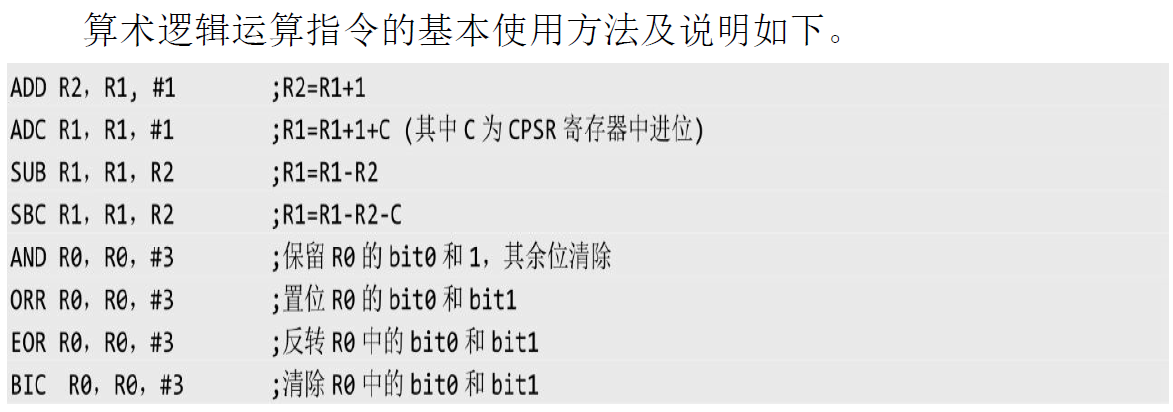 算术逻辑运算指令的基本使用方法及说明如下。
ADD R2，R1, #1 ;R2=R1+1
ADC R1，R1，#1 ;R1=R1+1+C (其中 C 为 CPSR 寄存器中进位)
SUB R1，R1，R2 ;R1=R1-R2
SBC R1，R1，R2 ;R1=R1-R2-C
AND R0，R0，#3 ;保留 R0 的 bit0 和 1，其余位清除
ORR R0，R0，#3 ;置位 R0 的 bit0 和 bit1
EOR R0，R0，#3 ;反转 R0 中的 bit0 和 bit1
BIC R0，R0，#3 ;清除 R0 中的 bit0 和 bit1